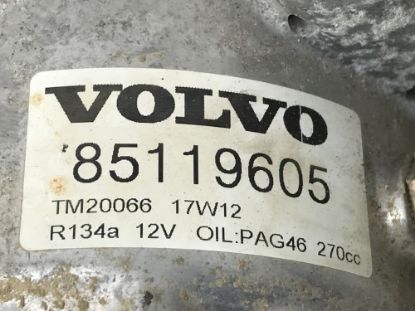 VOLVO
85119605
TM20066 17W12
R134a 12V OIL:PAG46 270cc